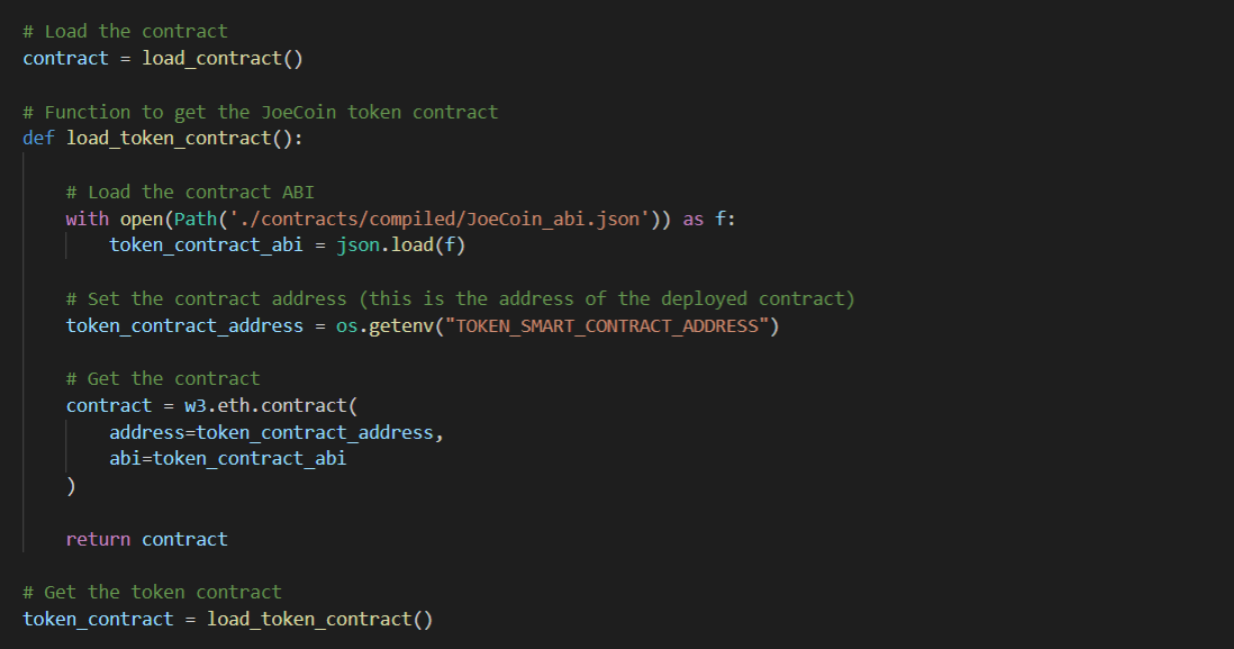 # Load the contract
contract = load_contract()
# Function to get the JoeCoin token contract
def load_token_contract():
# Load the contract ABI
with open(Path('./contracts/compiled/JoeCoin_abi.json')) as f:
token_contract_abi = json.load(f)
# Set the contract address (this is the address of the deployed contract)
token_contract_address = os.getenv("TOKEN_SMART_CONTRACT_ADDRESS")
# Get the contract
contract = w3.eth.contract(
address=token_contract_address,
abi=token_contract_abi
)
return contract
# Get the token contract
token_contract = load_token_contract()